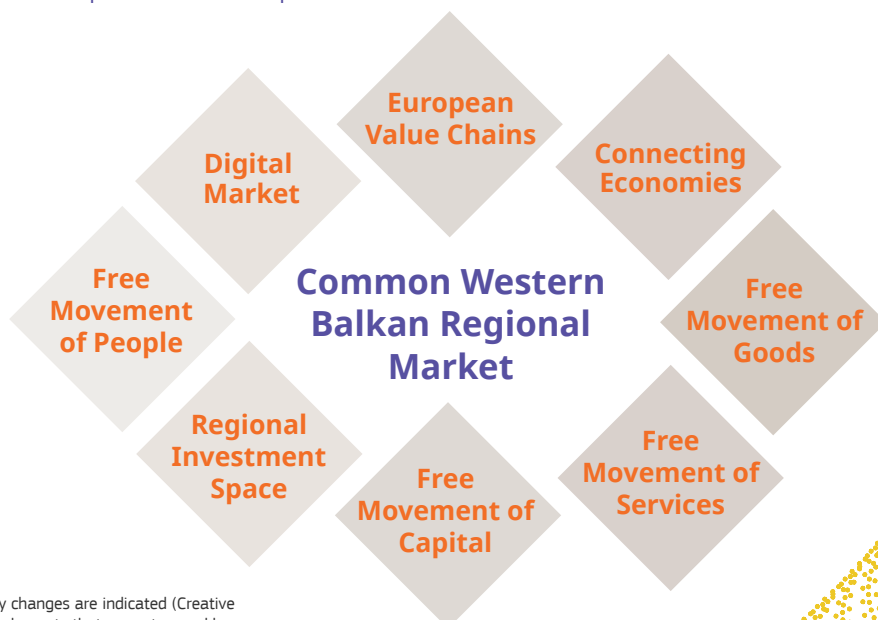 European
Value Chains
Connecting
Economies
Digital
Market
Free
Movement
of People
Common Western
Balkan Regional
Market
Free
Movement of
Goods
Regional
Investment
Space
Free
Movement of
Capital
Free
Movement of
Services
y changes are indicated (Creative